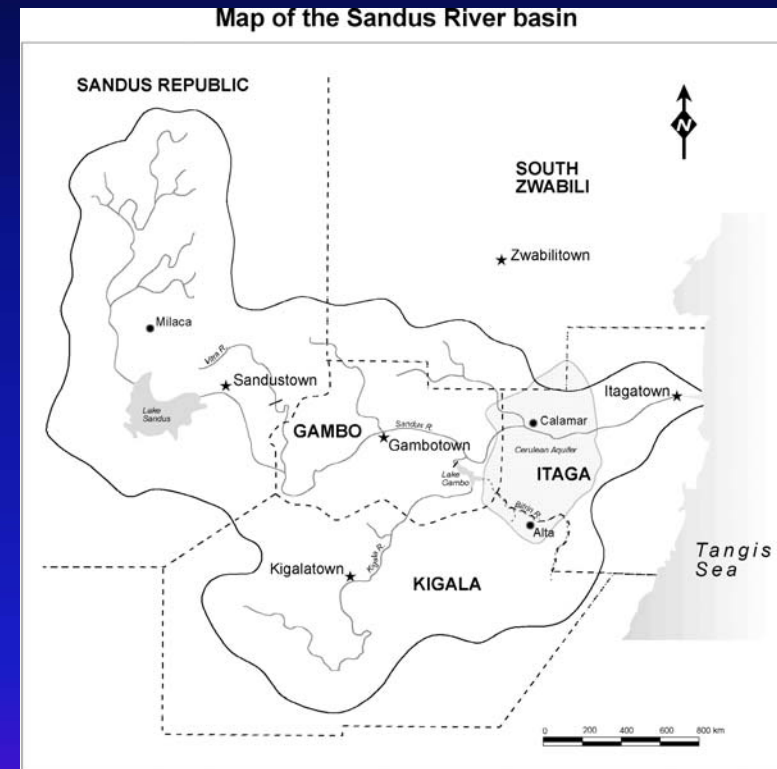 Map of the Sandus River basin
SANDUS REPUBLIC
N
SOUTH
ZWABILI
Zwabilitown
Milaca
Vira R.
Sandustown
Itagatown
Lake
Sandus
GAMBO
Sandus R.
Calamar
Gambotown
Cerulean Aquifer
Lake
Gambo
ITAGA
Alta
Kigalatown
KIGALA
Tangis
Sea
0 200 400 600 800 km